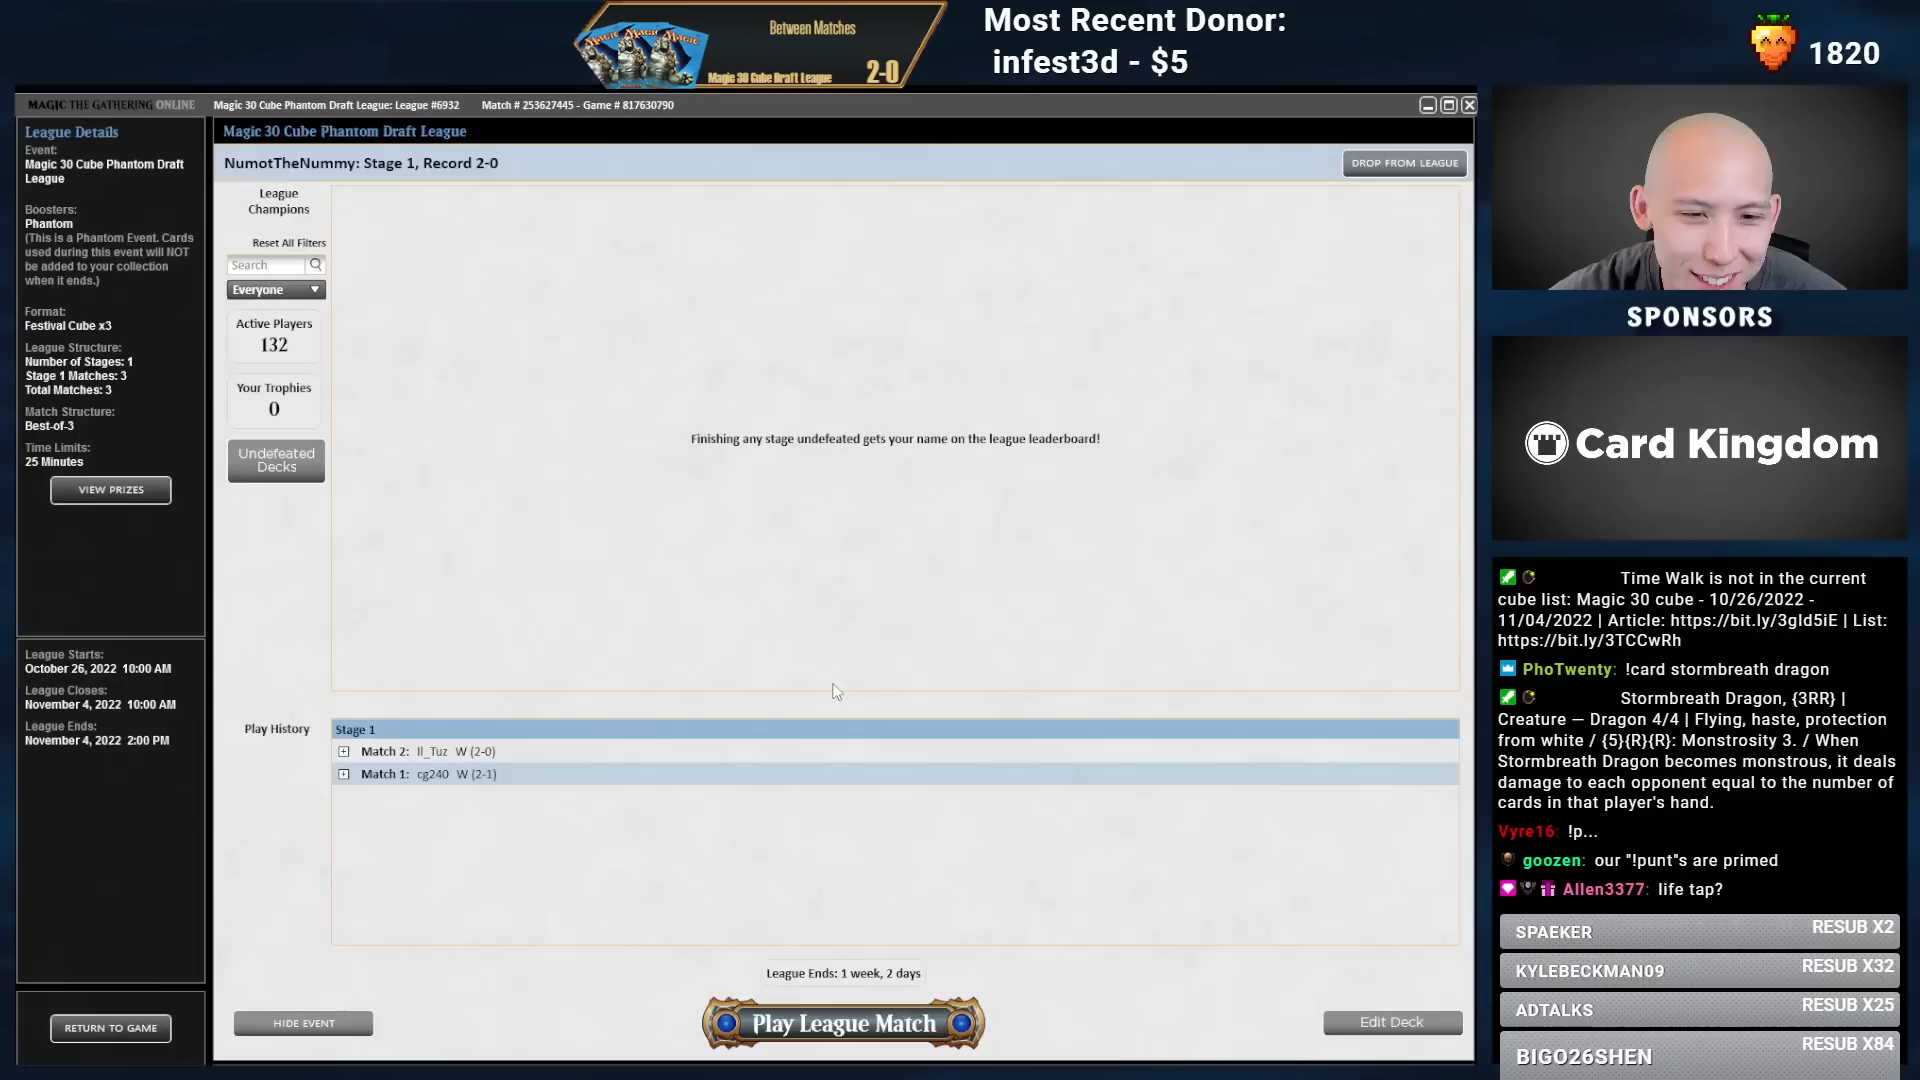 Between Matches
Magic 30 Cube Draft League
2-0
Most Recent Donor:
infest3d - $5
1820
MAGIC THE GATHERING ONLINE
Magic 30 Cube Phantom Draft League: League #6932
Match # 253627445 - Game # 817630790
League Details
Event:
Magic 30 Cube Phantom Draft
League
Boosters:
Phantom
(This is a Phantom Event. Cards
used during this event will NOT
be added to your collection
when it ends.)
Format:
Festival Cube x3
League Structure:
Number of Stages: 1
Stage 1 Matches: 3
Total Matches: 3
Match Structure:
Best-of-3
Time Limits:
25 Minutes
VIEW PRIZES
League Starts:
October 26, 2022 10:00 AM
League Closes:
November 4, 2022 10:00 AM
League Ends:
November 4, 2022 2:00 PM
RETURN TO GAME
Magic 30 Cube Phantom Draft League
NumotTheNummy: Stage 1, Record 2-0
DROP FROM LEAGUE
League
Champions
Reset All Filters
Search
Everyone
Active Players
132
Your Trophies
0
Undefeated
Decks
Finishing any stage undefeated gets your name on the league leaderboard!
Play History
Stage 1
Match 2: Il_Tuz W (2-0)
Match 1: cg240 W (2-1)
League Ends: 1 week, 2 days
HIDE EVENT
Play League Match
Edit Deck
SPONSORS
Card Kingdom
Time Walk is not in the current
cube list: Magic 30 cube - 10/26/2022 -
11/04/2022 | Article: https://bit.ly/3gId5iE | List:
https://bit.ly/3TCCwRh
PhoTwenty: !card stormbreath dragon
Stormbreath Dragon, {3RR} |
Creature — Dragon 4/4 | Flying, haste, protection
from white / {5}{R}{R}: Monstrosity 3. / When
Stormbreath Dragon becomes monstrous, it deals
damage to each opponent equal to the number of
cards in that player's hand.
Vyre16: !p...
goozen: our "!punt"s are primed
Allen3377: life tap?
SPAEKER RESUB X2
KYLEBECKMAN09 RESUB X32
ADTALKS RESUB X25
BIGO26SHEN RESUB X84